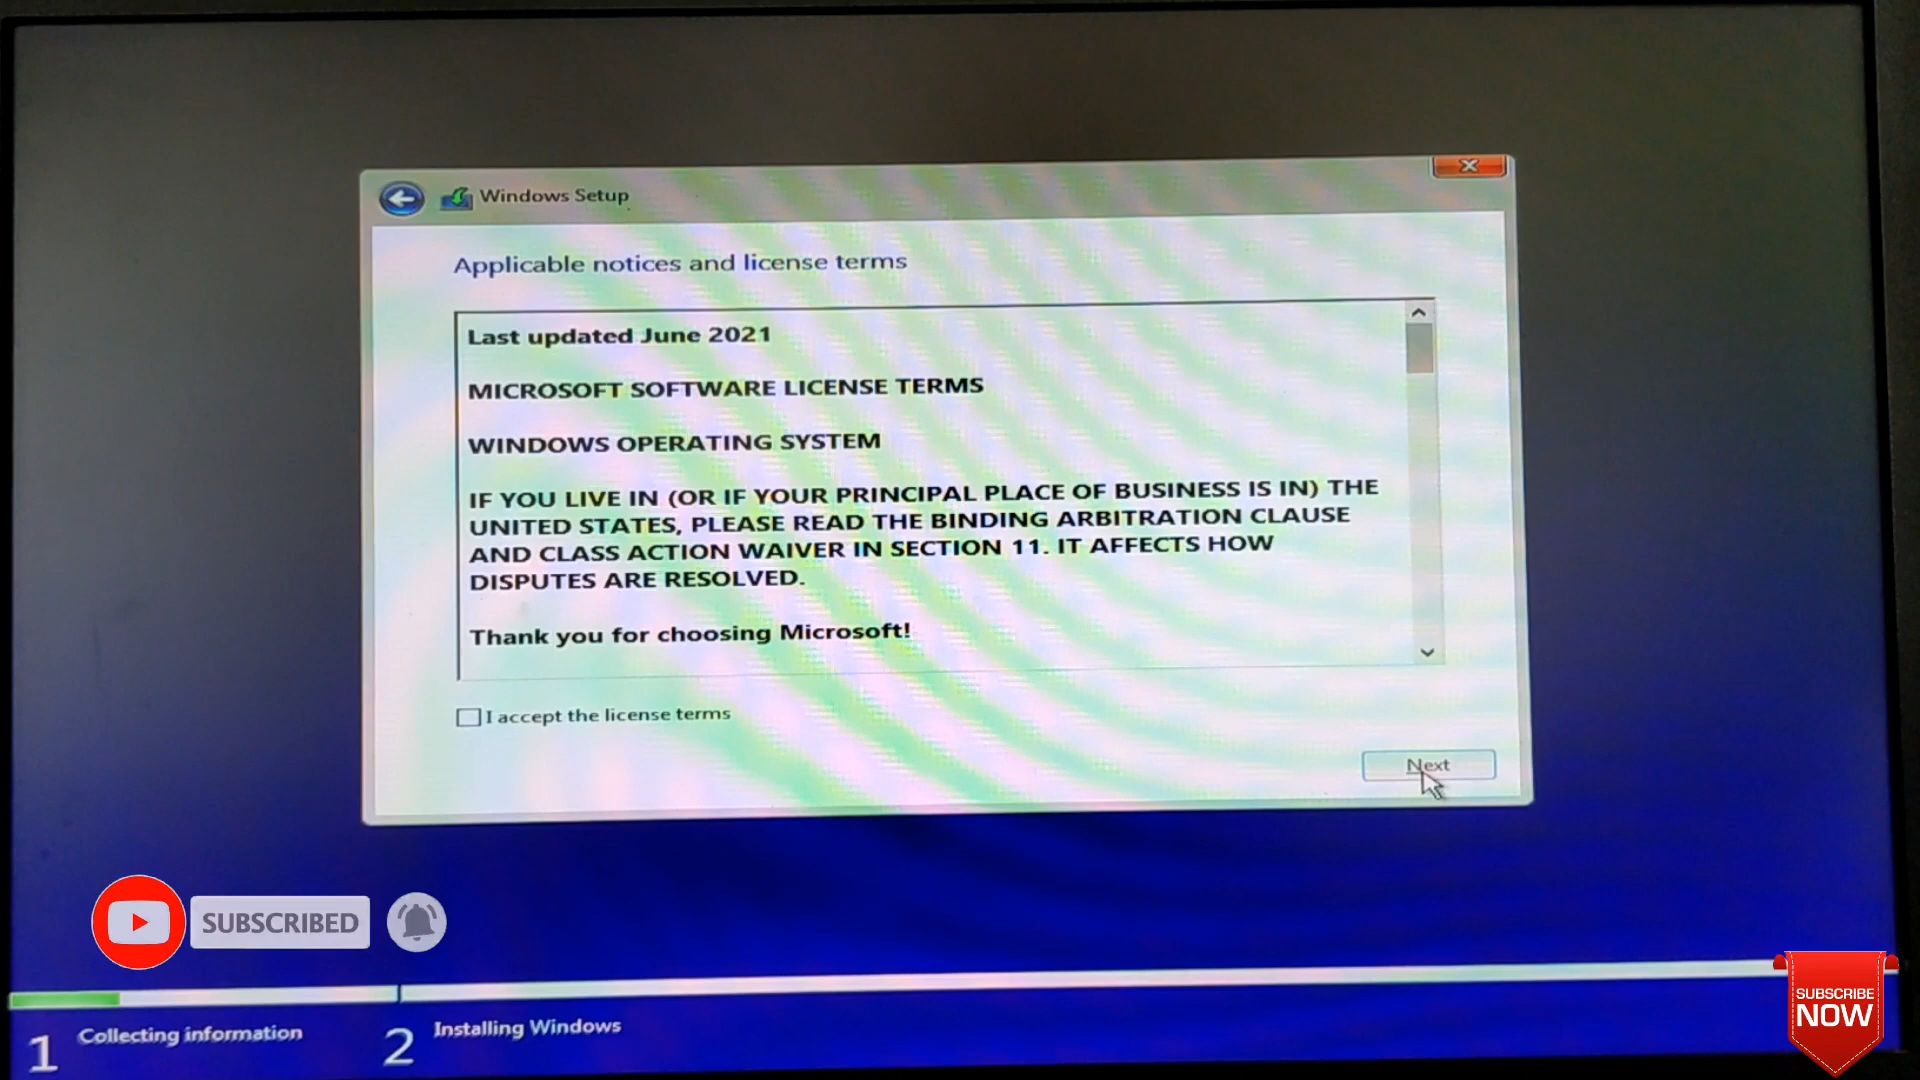 Windows Setup
Applicable notices and license terms
Last updated June 2021
MICROSOFT SOFTWARE LICENSE TERMS
WINDOWS OPERATING SYSTEM
IF YOU LIVE IN (OR IF YOUR PRINCIPAL PLACE OF BUSINESS IS IN) THE
UNITED STATES, PLEASE READ THE BINDING ARBITRATION CLAUSE
AND CLASS ACTION WAIVER IN SECTION 11. IT AFFECTS HOW
DISPUTES ARE RESOLVED.
Thank you for choosing Microsoft!
I accept the license terms
Next
SUBSCRIBED
1 Collecting information
2 Installing Windows
SUBSCRIBE
NOW